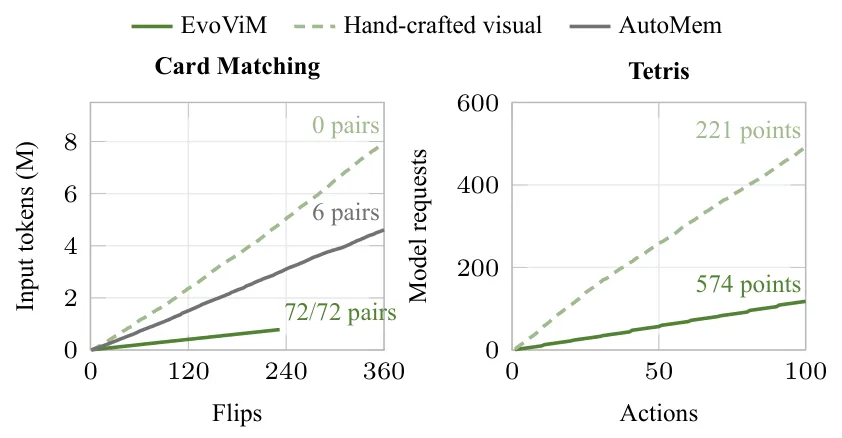 EvoViM Hand-crafted visual AutoMem
Card Matching
Input tokens (M)
8
6
4
2
0
0 pairs
6 pairs
72/72 pairs
0 120 240 360
Flips
Tetris
Model requests
600
400
200
0
221 points
574 points
0 50 100
Actions